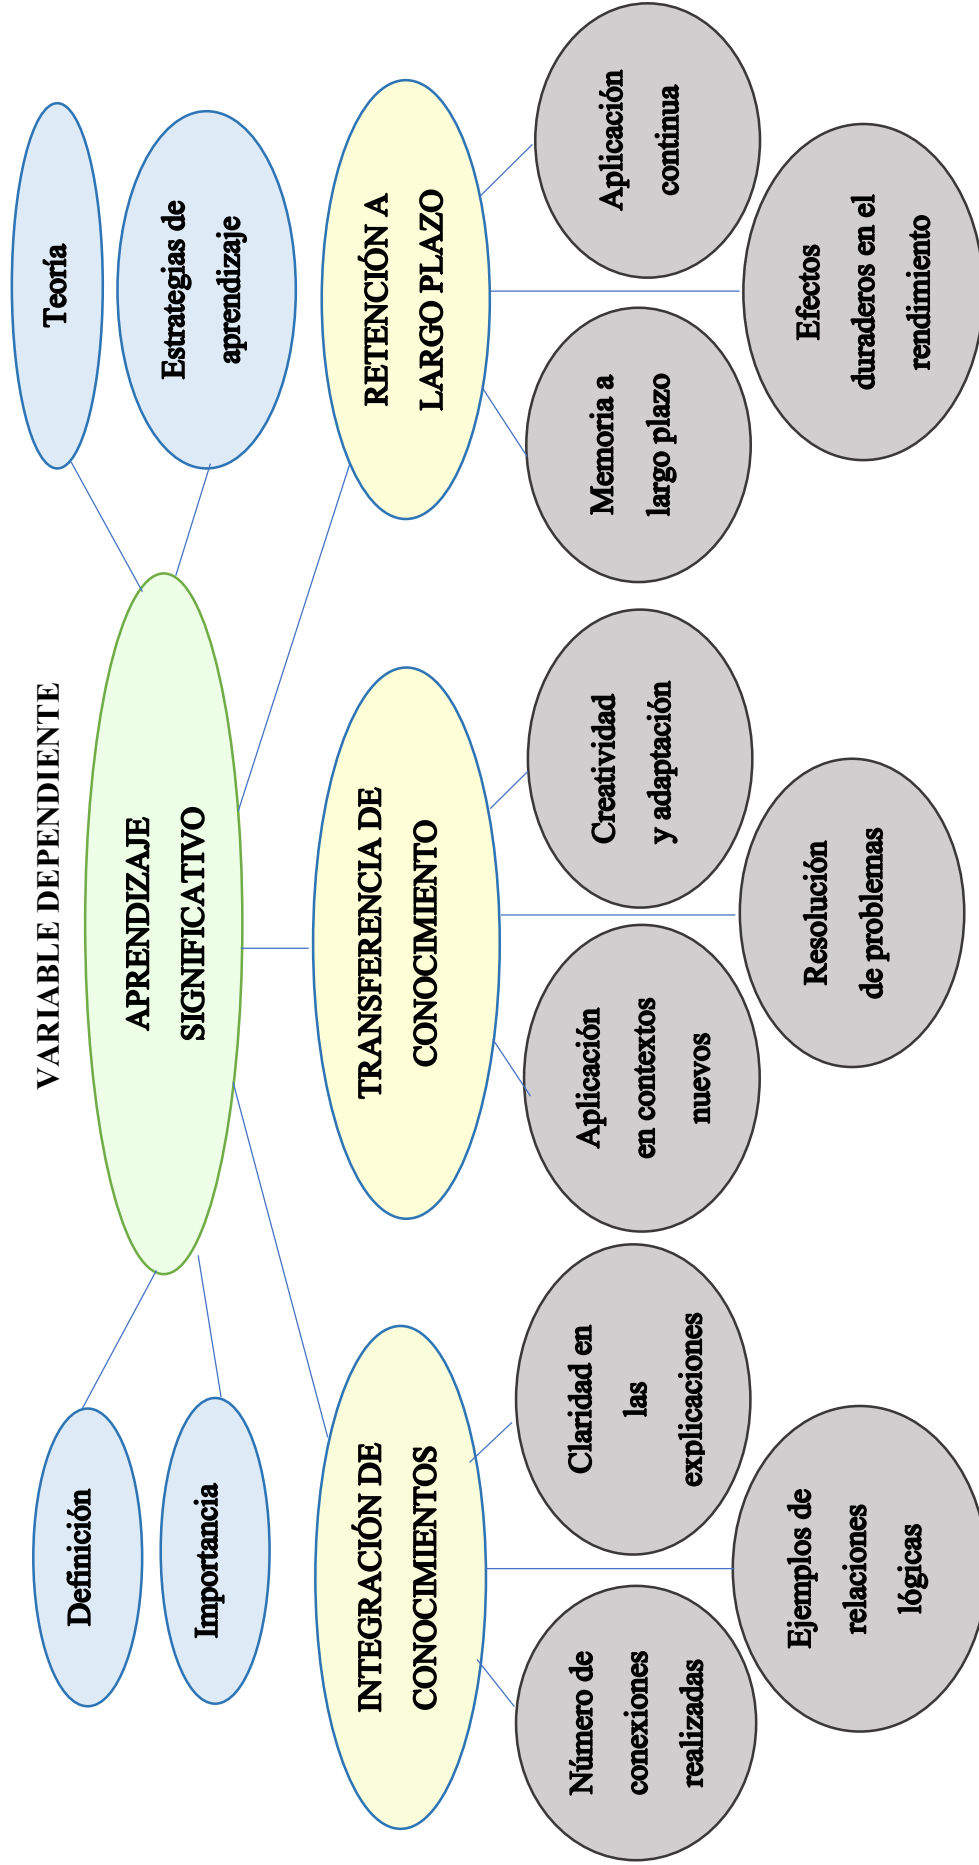 VARIABLE DEPENDIENTE
Definición
Importancia
APRENDIZAJE
SIGNIFICATIVO
Teoría
Estrategias de
aprendizaje
INTEGRACIÓN DE
CONOCIMIENTOS
TRANSFERENCIA DE
CONOCIMIENTO
RETENCIÓN A
LARGO PLAZO
Número de
conexiones
realizadas
Claridad en
las
explicaciones
Aplicación
en contextos
nuevos
Creatividad
y adaptación
Memoria a
largo plazo
Aplicación
continua
Ejemplos de
relaciones
lógicas
Resolución
de problemas
Efectos
duraderos en el
rendimiento